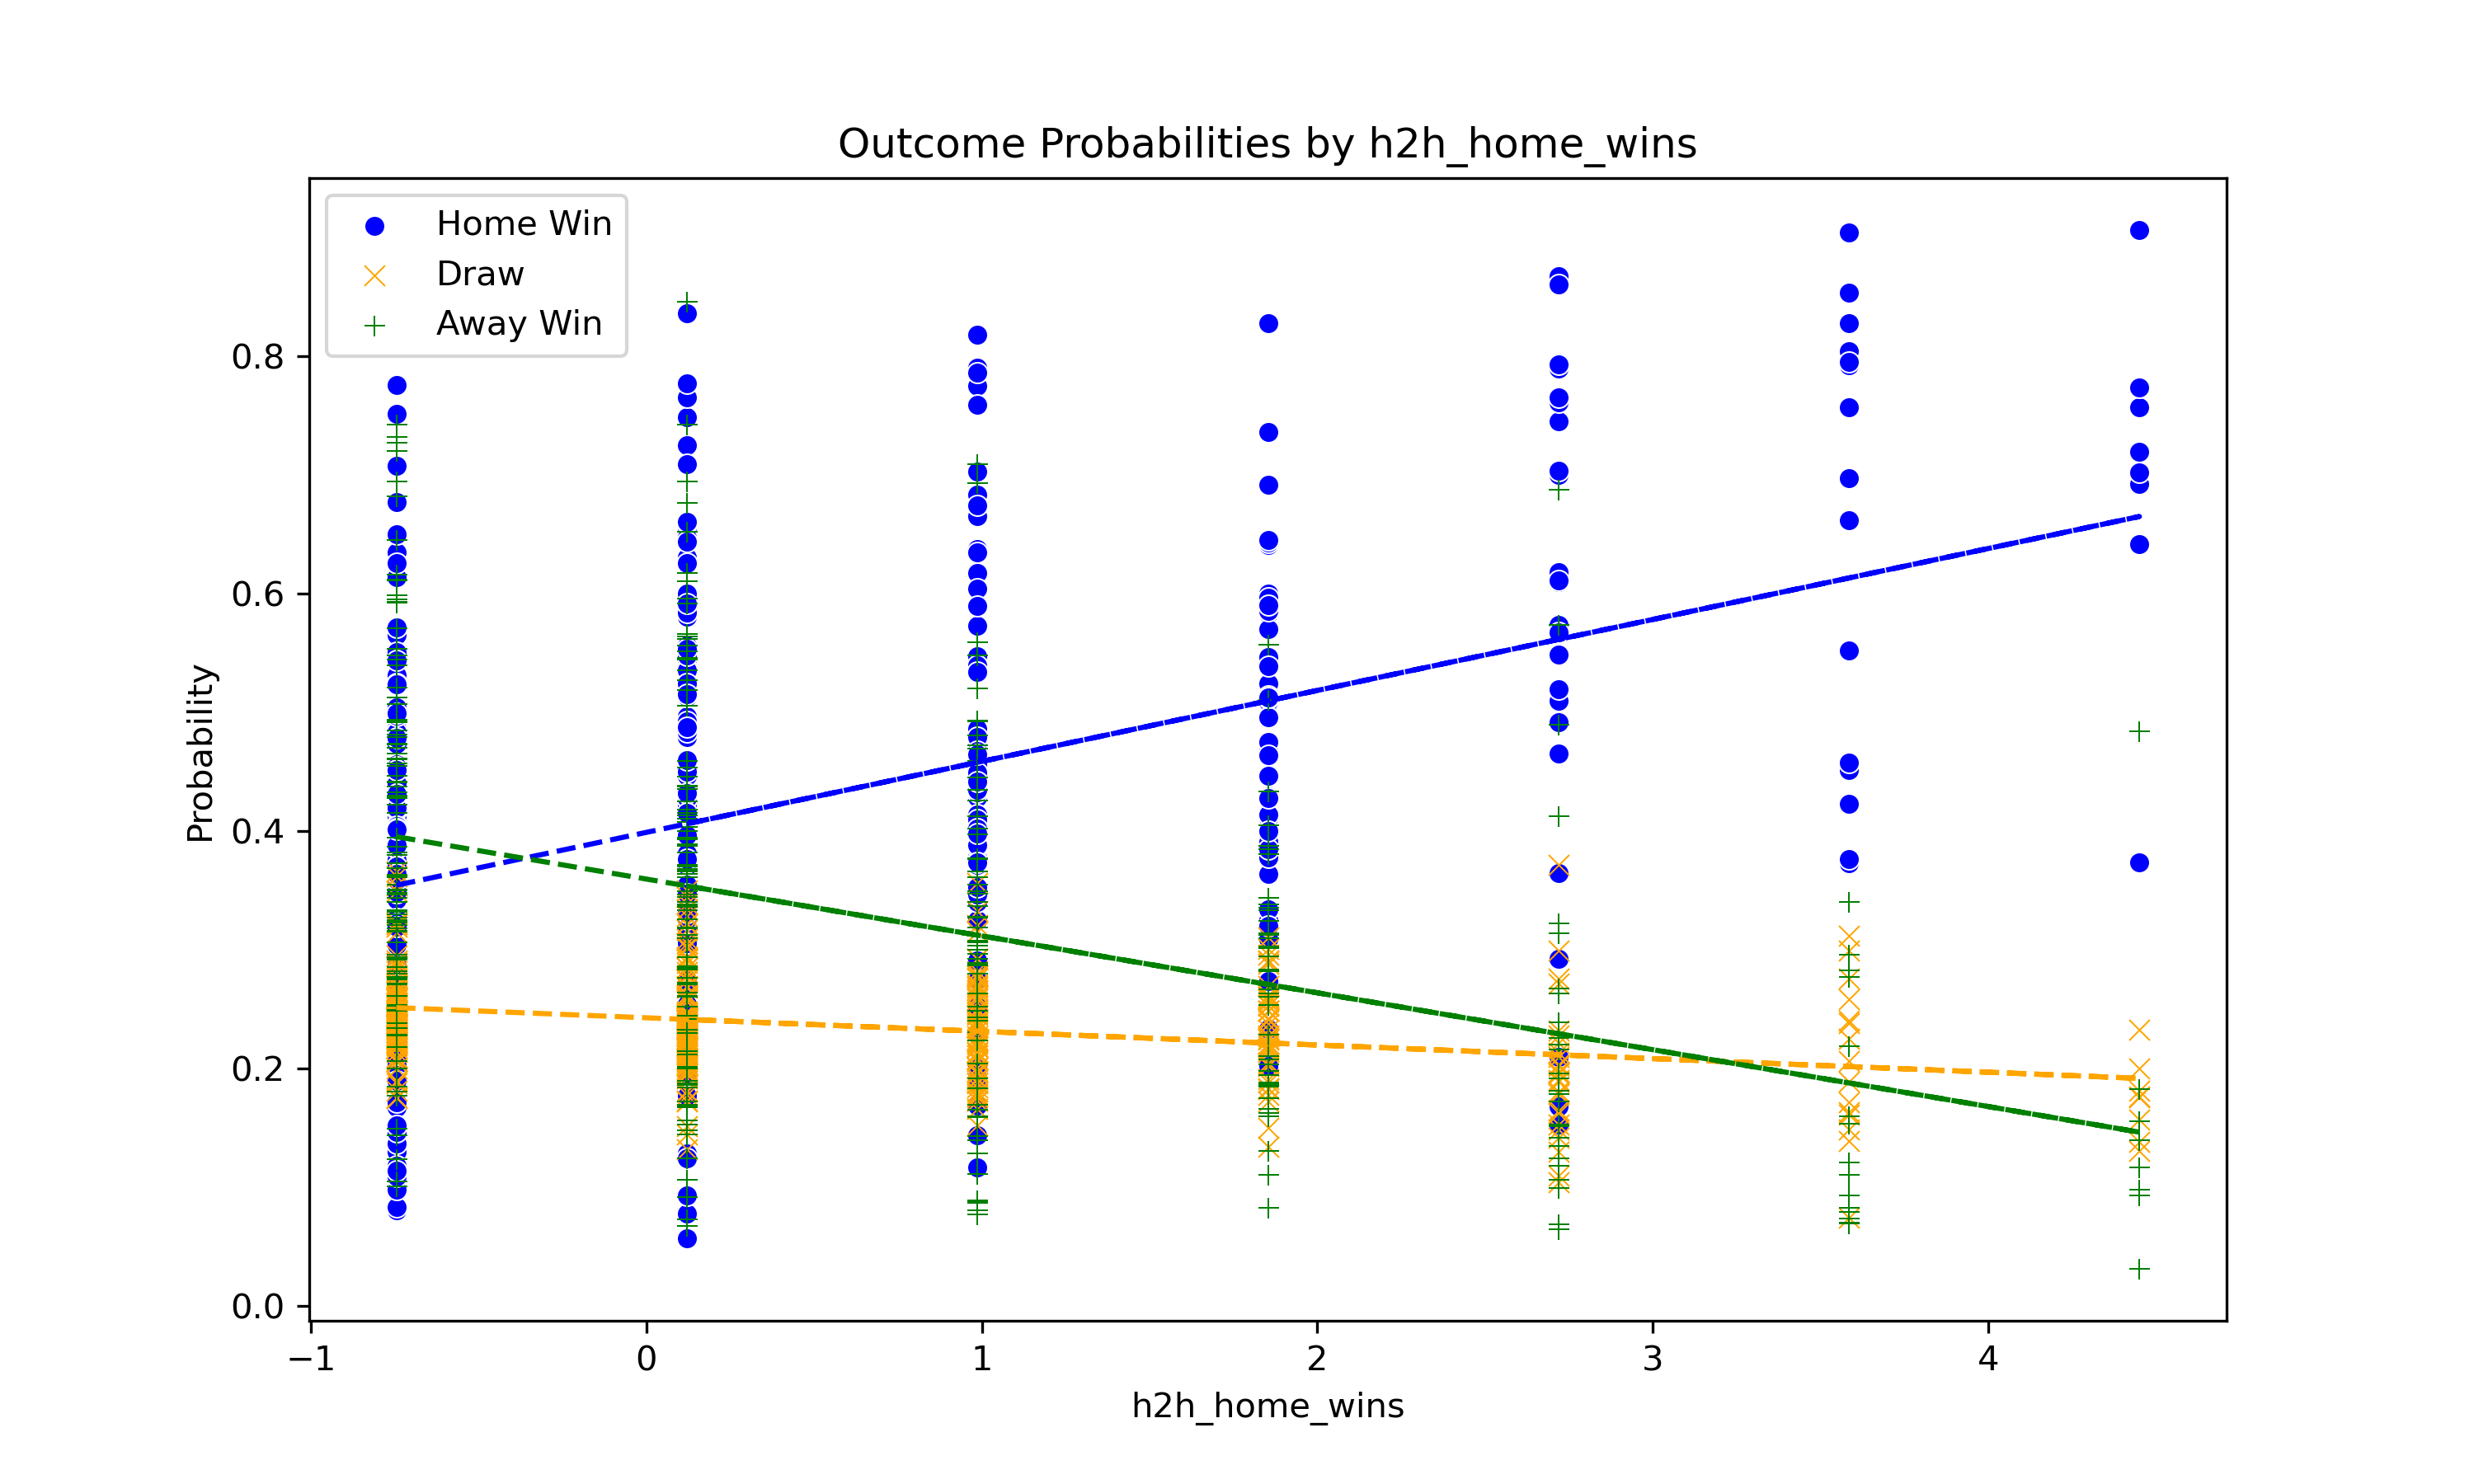 Outcome Probabilities by h2h_home_wins
Home Win
Draw
Away Win
Probability
0.8
0.6
0.4
0.2
0.0
−1
0
1
2
3
4
h2h_home_wins